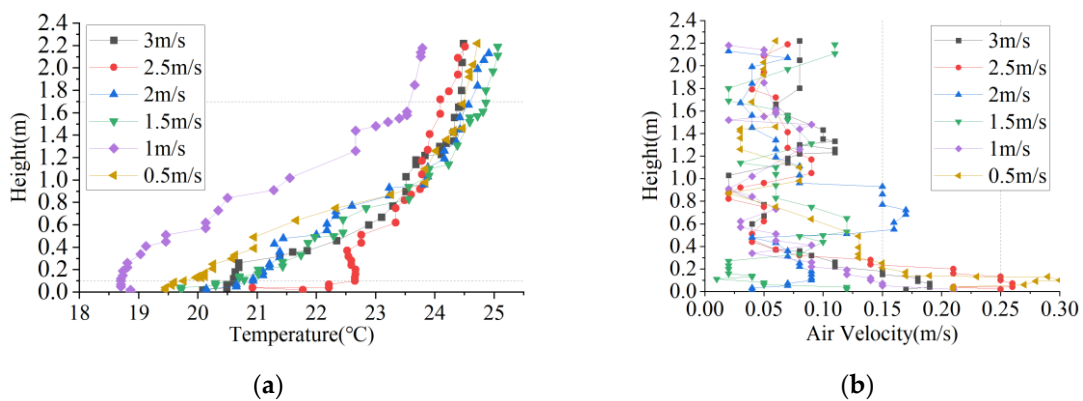 2.4
2.2
2.0
1.8
1.6
1.4
1.2
1.0
0.8
0.6
0.4
0.2
0.0
Height(m)
3m/s
2.5m/s
2m/s
1.5m/s
1m/s
0.5m/s
18 19 20 21 22 23 24 25
Temperature(℃)
(a)
2.4
2.2
2.0
1.8
1.6
1.4
1.2
1.0
0.8
0.6
0.4
0.2
0.0
Height(m)
3m/s
2.5m/s
2m/s
1.5m/s
1m/s
0.5m/s
0.00 0.05 0.10 0.15 0.20 0.25 0.30
Air Velocity(m/s)
(b)